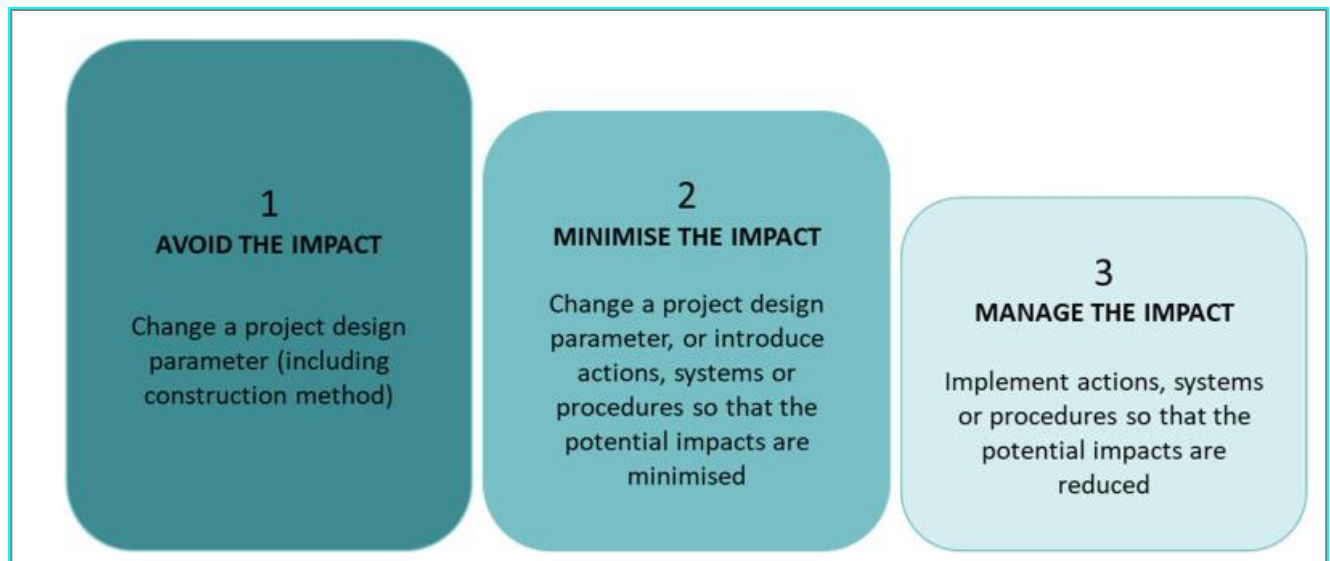 1
AVOID THE IMPACT
Change a project design
parameter (including
construction method)
2
MINIMISE THE IMPACT
Change a project design
parameter, or introduce
actions, systems or
procedures so that the
potential impacts are
minimised
3
MANAGE THE IMPACT
Implement actions, systems
or procedures so that the
potential impacts are
reduced